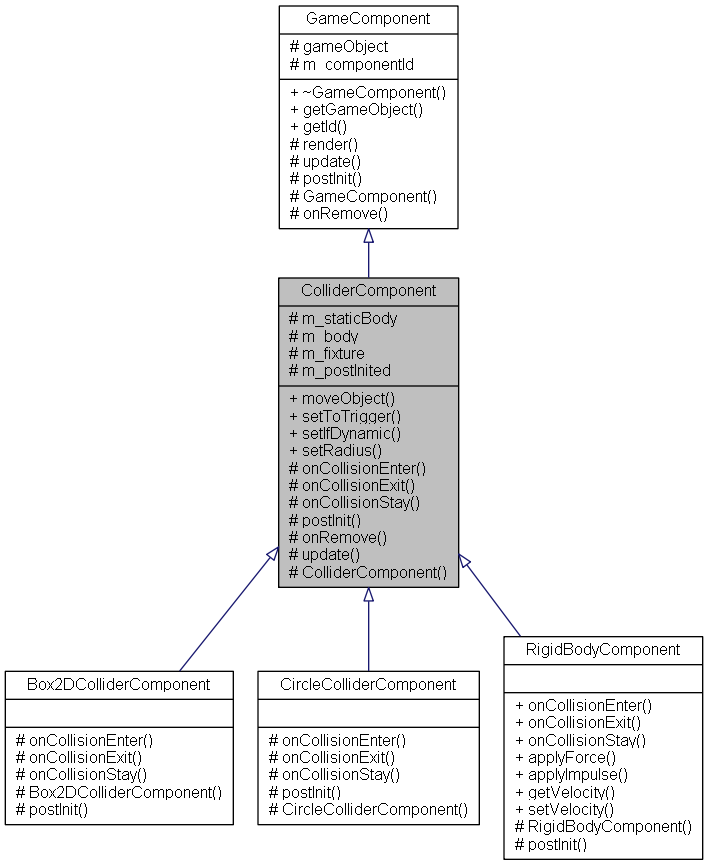 GameComponent
# gameObject
# m_componentId
+ ~GameComponent()
+ getGameObject()
+ getId()
# render()
# update()
# postInit()
# GameComponent()
# onRemove()
ColliderComponent
# m_staticBody
# m_body
# m_fixture
# m_postInited
+ moveObject()
+ setToTrigger()
+ setIfDynamic()
+ setRadius()
# onCollisionEnter()
# onCollisionExit()
# onCollisionStay()
# postInit()
# onRemove()
# update()
# ColliderComponent()
Box2DColliderComponent
# onCollisionEnter()
# onCollisionExit()
# onCollisionStay()
# Box2DColliderComponent()
# postInit()
CircleColliderComponent
# onCollisionEnter()
# onCollisionExit()
# onCollisionStay()
# postInit()
# CircleColliderComponent()
RigidBodyComponent
+ onCollisionEnter()
+ onCollisionExit()
+ onCollisionStay()
+ applyForce()
+ applyImpulse()
+ getVelocity()
+ setVelocity()
# RigidBodyComponent()
# postInit()